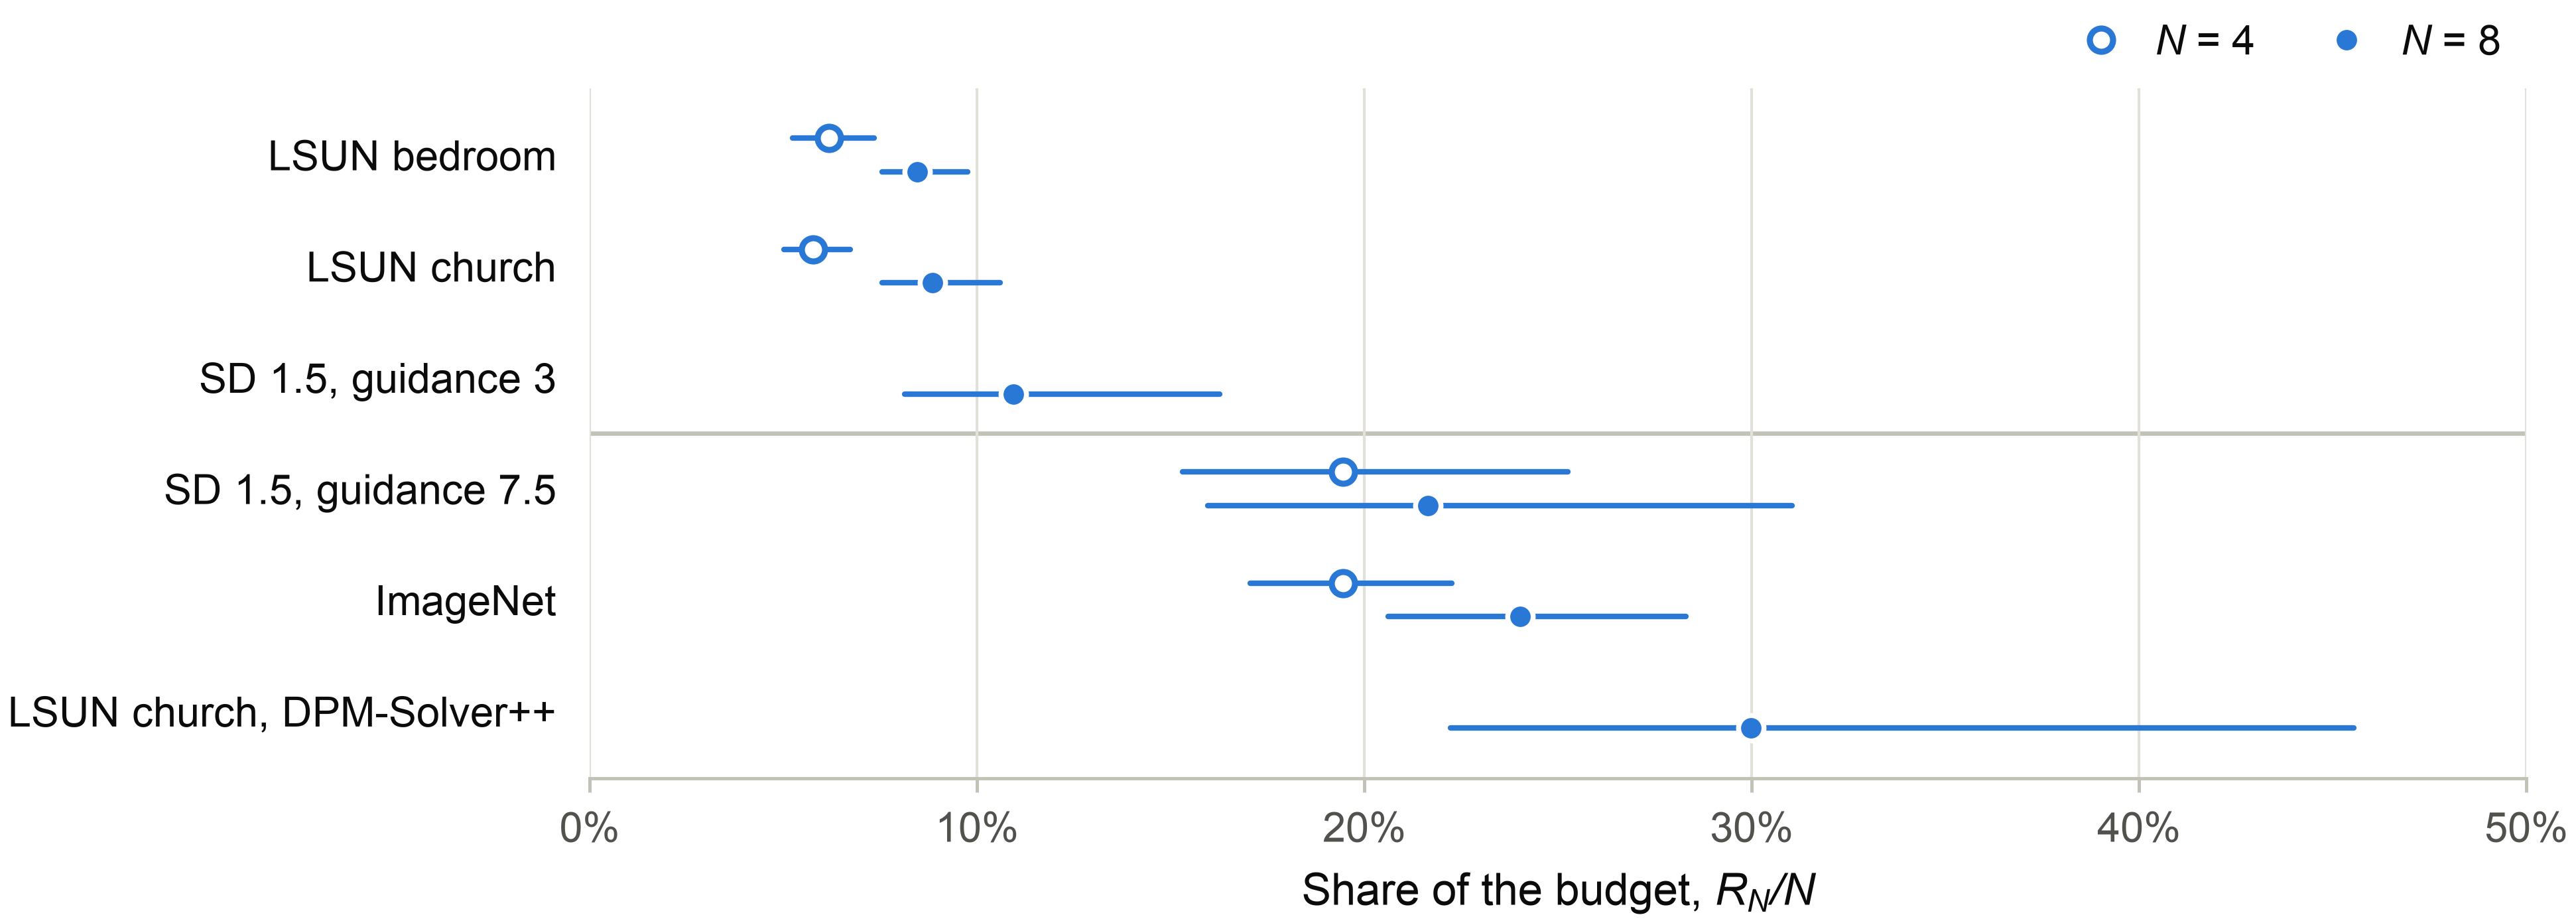 N = 4 N = 8
LSUN bedroom
LSUN church
SD 1.5, guidance 3
SD 1.5, guidance 7.5
ImageNet
LSUN church, DPM-Solver++
0% 10% 20% 30% 40% 50%
Share of the budget, R_N/N